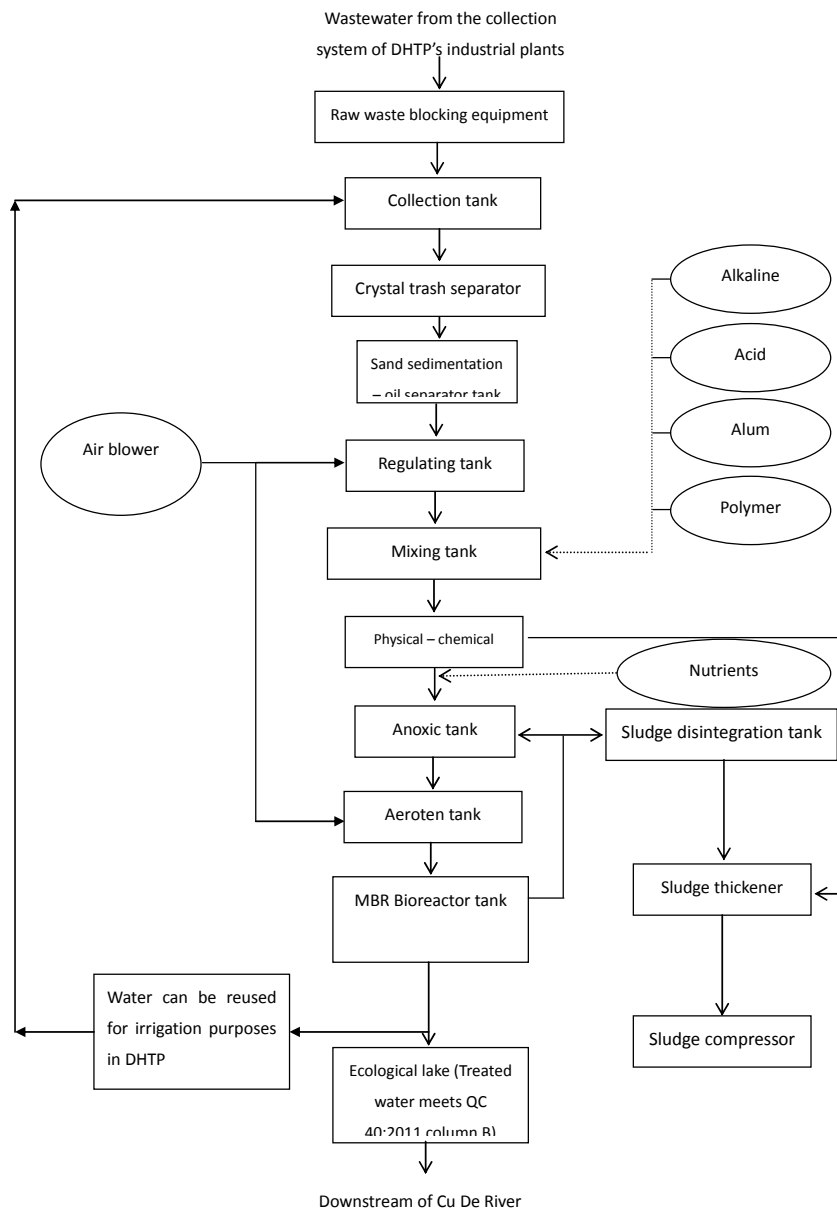 Wastewater from the collection
system of DHTP's industrial plants
Raw waste blocking equipment
Collection tank
Crystal trash separator
Alkaline
Acid
Alum
Polymer
Sand sedimentation
– oil separator tank
Air blower
Regulating tank
Mixing tank
Physical – chemical
Nutrients
Anoxic tank
Sludge disintegration tank
Aeroten tank
MBR Bioreactor tank
Sludge thickener
Water can be reused
for irrigation purposes
in DHTP
Sludge compressor
Ecological lake (Treated
water meets QC
40:2011 column B)
Downstream of Cu De River